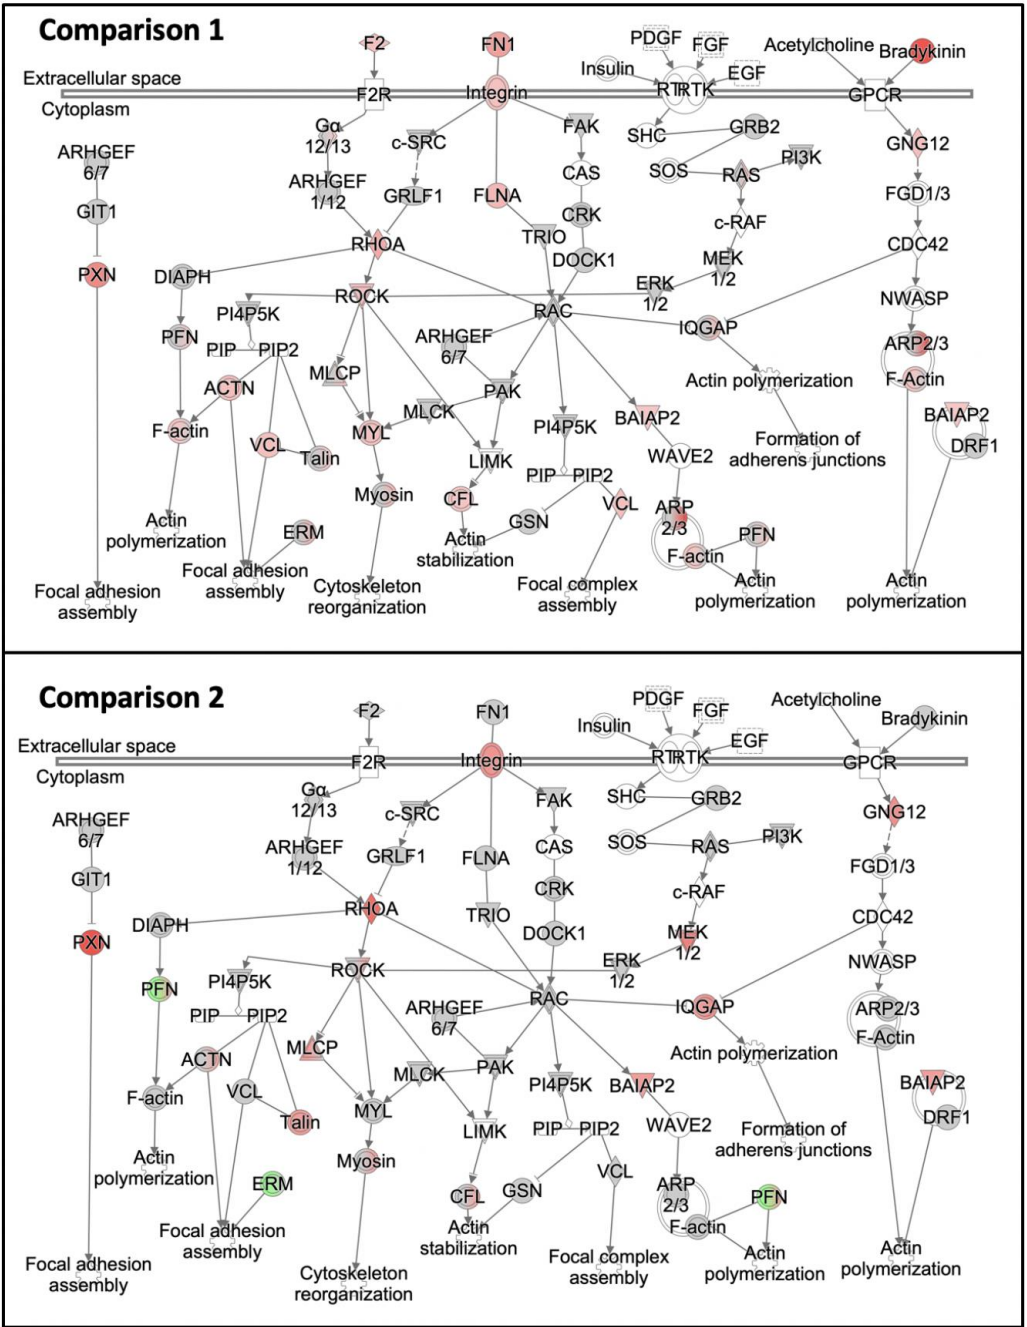 Comparison 1
F2
FN1
PDGF
FGF
Acetylcholine
Bradykinin
Insulin
EGF
Extracellular space
F2R
Integrin
RTK
RTK
GPCR
Cytoplasm
Gα
12/13
c-SRC
FAK
SHC
GRB2
GNG12
ARHGEF
6/7
PI3K
SOS
RAS
CAS
ARHGEF
1/12
GRLF1
FLNA
FGD1/3
GIT1
CRK
c-RAF
TRIO
RHOA
CDC42
DOCK1
MEK
1/2
PXN
DIAPH
ERK
1/2
ROCK
NWASP
PI4P5K
RAC
IQGAP
PFN
ARHGEF
6/7
ARP2/3
PIP
PIP2
MLCP
Actin polymerization
F-Actin
ACTN
PAK
MLCK
BAIAP2
BAIAP2
PI4P5K
F-actin
MYL
VCL
Talin
LIMK
WAVE2
Formation of
adherens junctions
DRF1
PIP
PIP2
Myosin
CFL
VCL
ARP
2/3
GSN
Actin
polymerization
ERM
Actin
stabilization
PFN
F-actin
Focal adhesion
assembly
Focal adhesion
assembly
Cytoskeleton
reorganization
Focal complex
assembly
Actin
polymerization
Actin
polymerization
Comparison 2
F2
FN1
PDGF
FGF
Acetylcholine
Bradykinin
Insulin
EGF
Extracellular space
F2R
Integrin
RTK
RTK
GPCR
Cytoplasm
Gα
12/13
c-SRC
FAK
SHC
GRB2
GNG12
ARHGEF
6/7
PI3K
SOS
RAS
CAS
ARHGEF
1/12
GRLF1
FLNA
FGD1/3
GIT1
CRK
c-RAF
TRIO
RHOA
CDC42
DIAPH
DOCK1
MEK
1/2
PXN
ERK
1/2
ROCK
NWASP
PI4P5K
PFN
RAC
IQGAP
ARHGEF
6/7
ARP2/3
PIP
PIP2
F-Actin
MLCP
Actin polymerization
ACTN
PAK
MLCK
BAIAP2
BAIAP2
PI4P5K
VCL
F-actin
MYL
Talin
LIMK
PIP
PIP2
WAVE2
DRF1
Formation of
adherens junctions
Actin
polymerization
Myosin
VCL
ERM
CFL
GSN
ARP
2/3
PFN
F-actin
Focal adhesion
assembly
Actin
stabilization
Focal adhesion
assembly
Cytoskeleton
reorganization
Focal complex
assembly
Actin
polymerization
Actin
polymerization